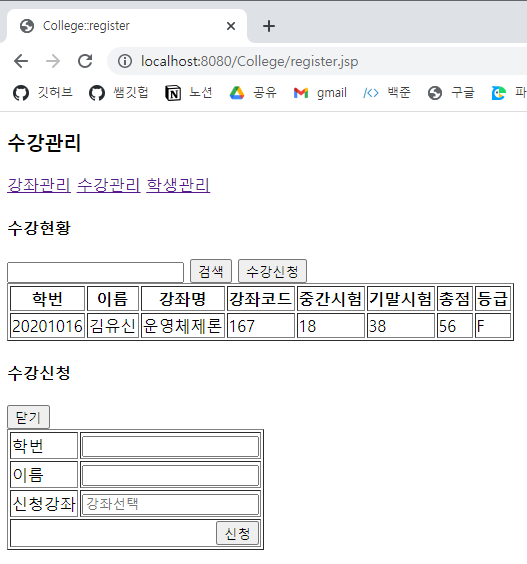 College::register
localhost:8080/College/register.jsp
깃허브 쌤깃헙 노션 공유 gmail 백준 구글 파
수강관리
강좌관리 수강관리 학생관리
수강현황
검색 수강신청
학번 이름 강좌명 강좌코드 중간시험 기말시험 총점 등급
20201016 김유신 운영체제론 167 18 38 56 F
수강신청
닫기
학번
이름
신청강좌 강좌선택
신청